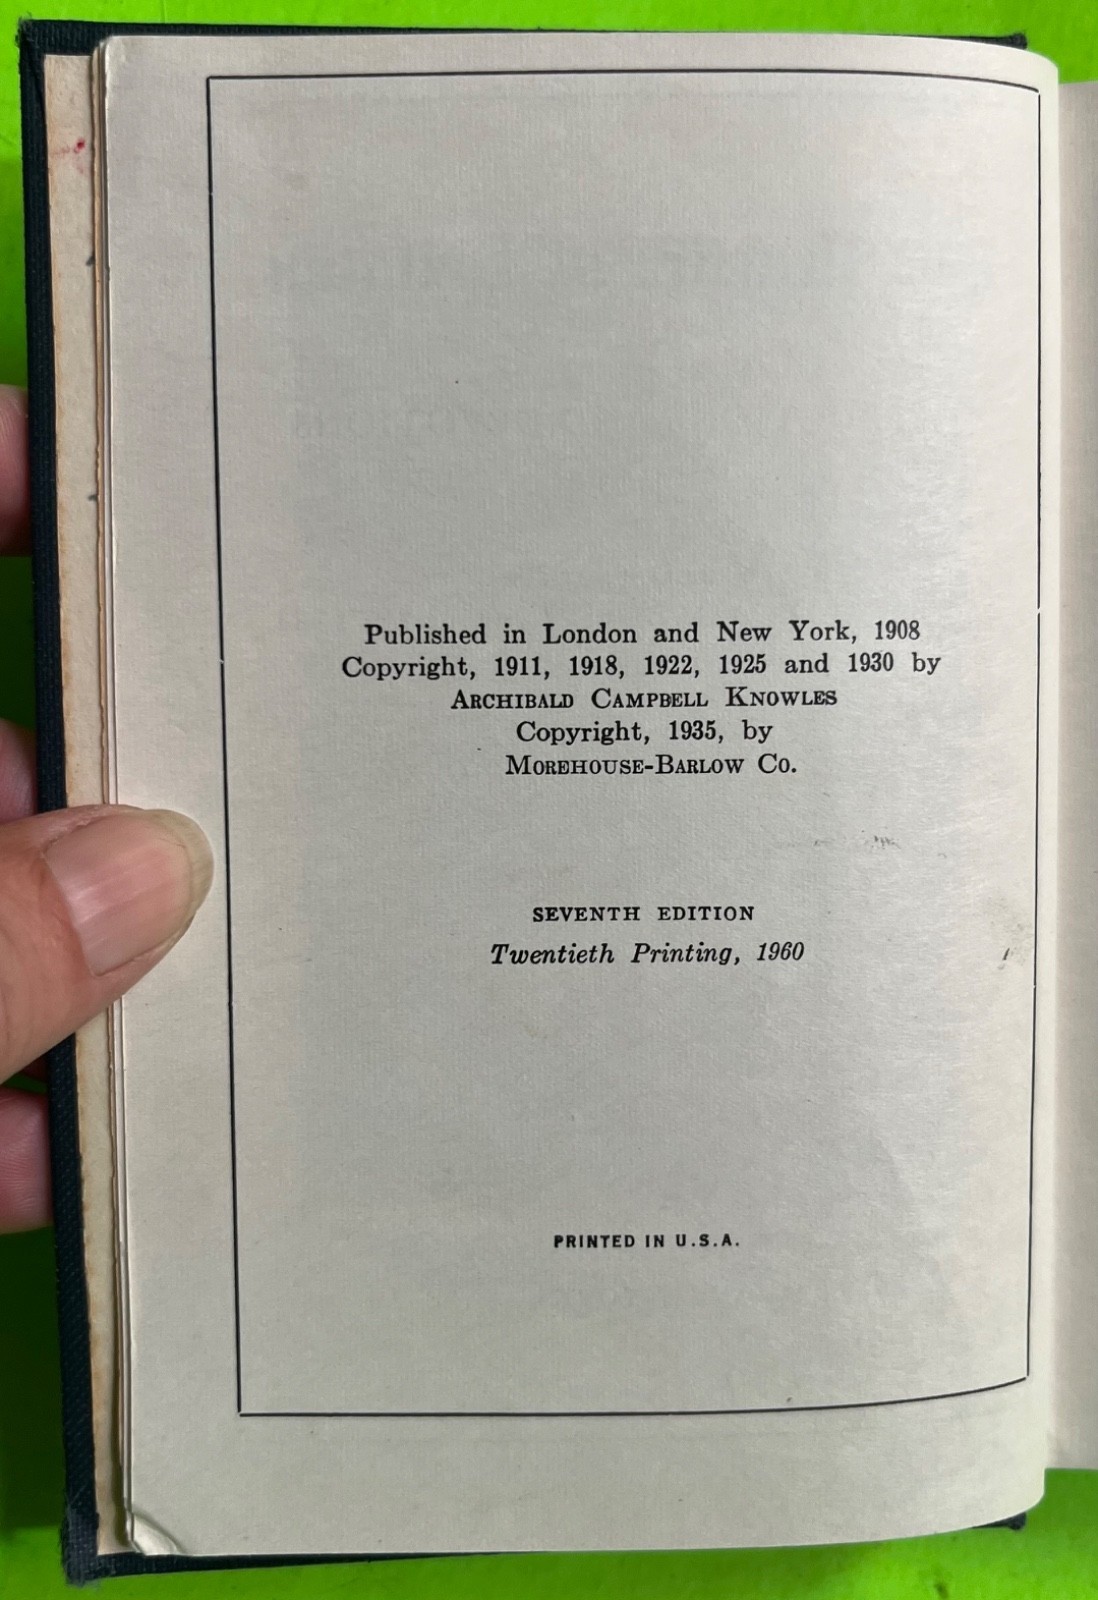 Published in London and New York, 1908
Copyright, 1911, 1918, 1922, 1925 and 1930 by
ARCHIBALD CAMPBELL KNOWLES
Copyright, 1935, by
MOREHOUSE-BARLOW CO.
SEVENTH EDITION
Twentieth Printing, 1960
PRINTED IN U.S.A.